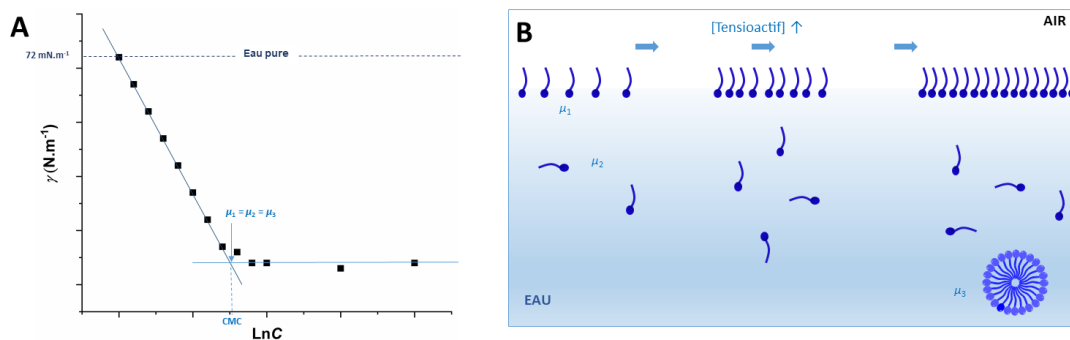 A
72 mN.m-1
Eau pure
γ (N.m-1)
μ1 = μ2 = μ3
CMC
LnC
B
[Tensioactif] ↑
AIR
μ1
μ2
μ3
EAU